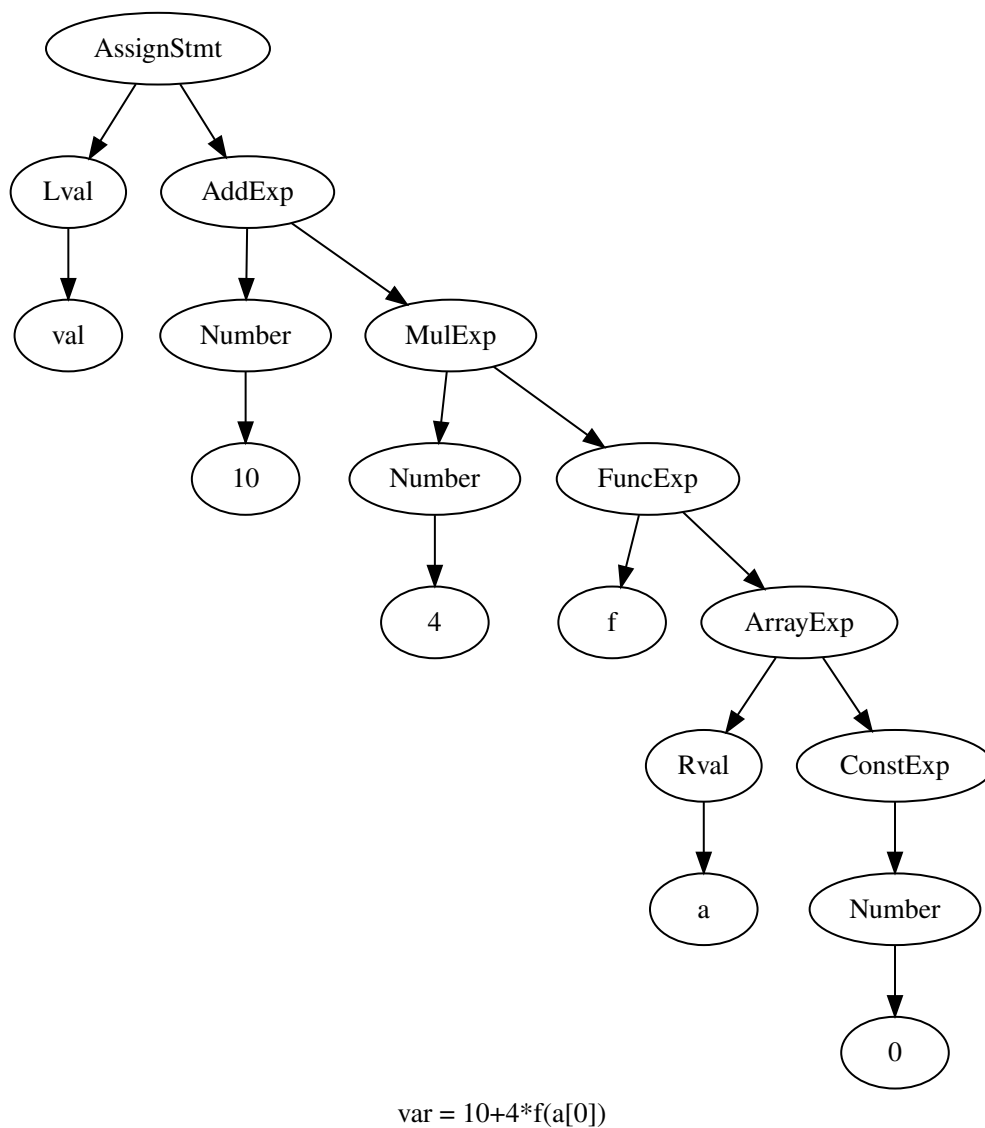 AssignStmt
Lval
AddExp
val
Number
MulExp
10
Number
FuncExp
4
f
ArrayExp
Rval
ConstExp
a
Number
0
var = 10+4*f(a[0])